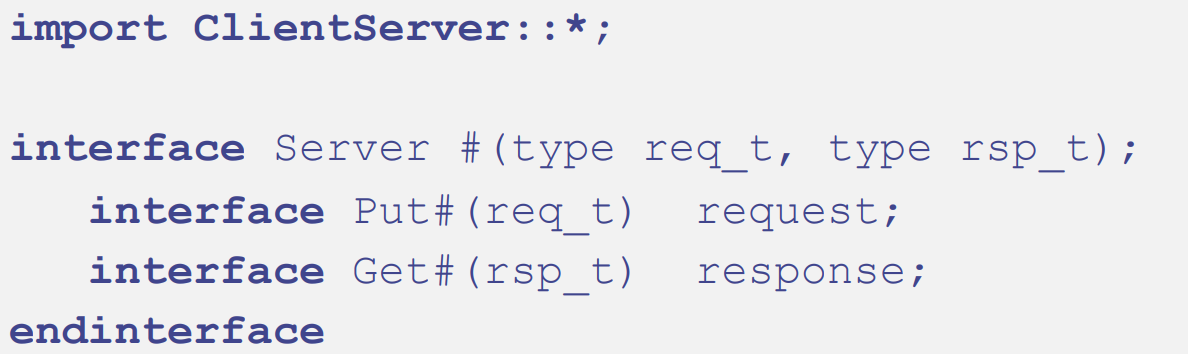 import ClientServer::*;
interface Server #(type req_t, type rsp_t);
interface Put#(req_t) request;
interface Get#(rsp_t) response;
endinterface